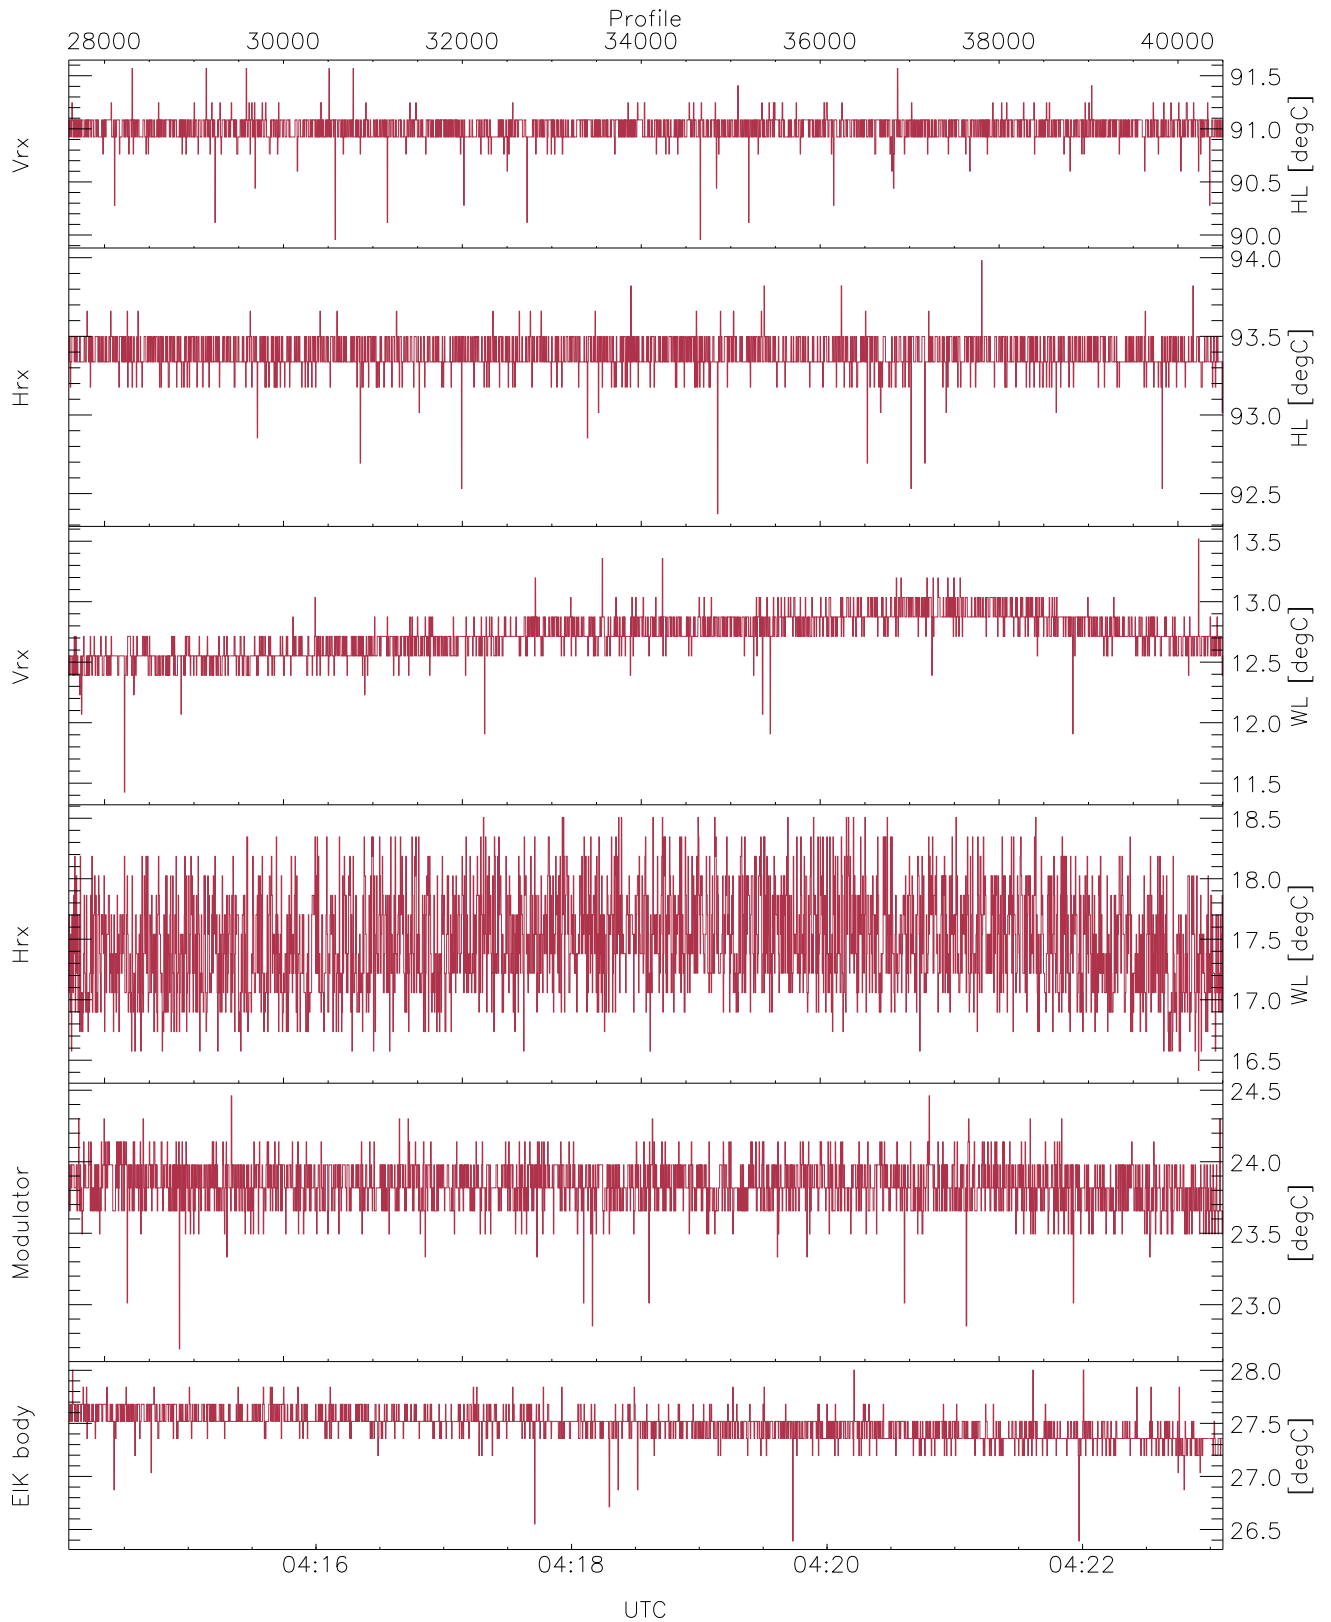 Profile
28000 30000 32000 34000 36000 38000 40000
Vrx
91.5
91.0
90.5
90.0
HL [degC]
Hrx
94.0
93.5
93.0
92.5
HL [degC]
Vrx
13.5
13.0
12.5
12.0
11.5
WL [degC]
Hrx
18.5
18.0
17.5
17.0
16.5
WL [degC]
Modulator
24.5
24.0
23.5
23.0
[degC]
EIK body
28.0
27.5
27.0
26.5
[degC]
04:16 04:18 04:20 04:22
UTC